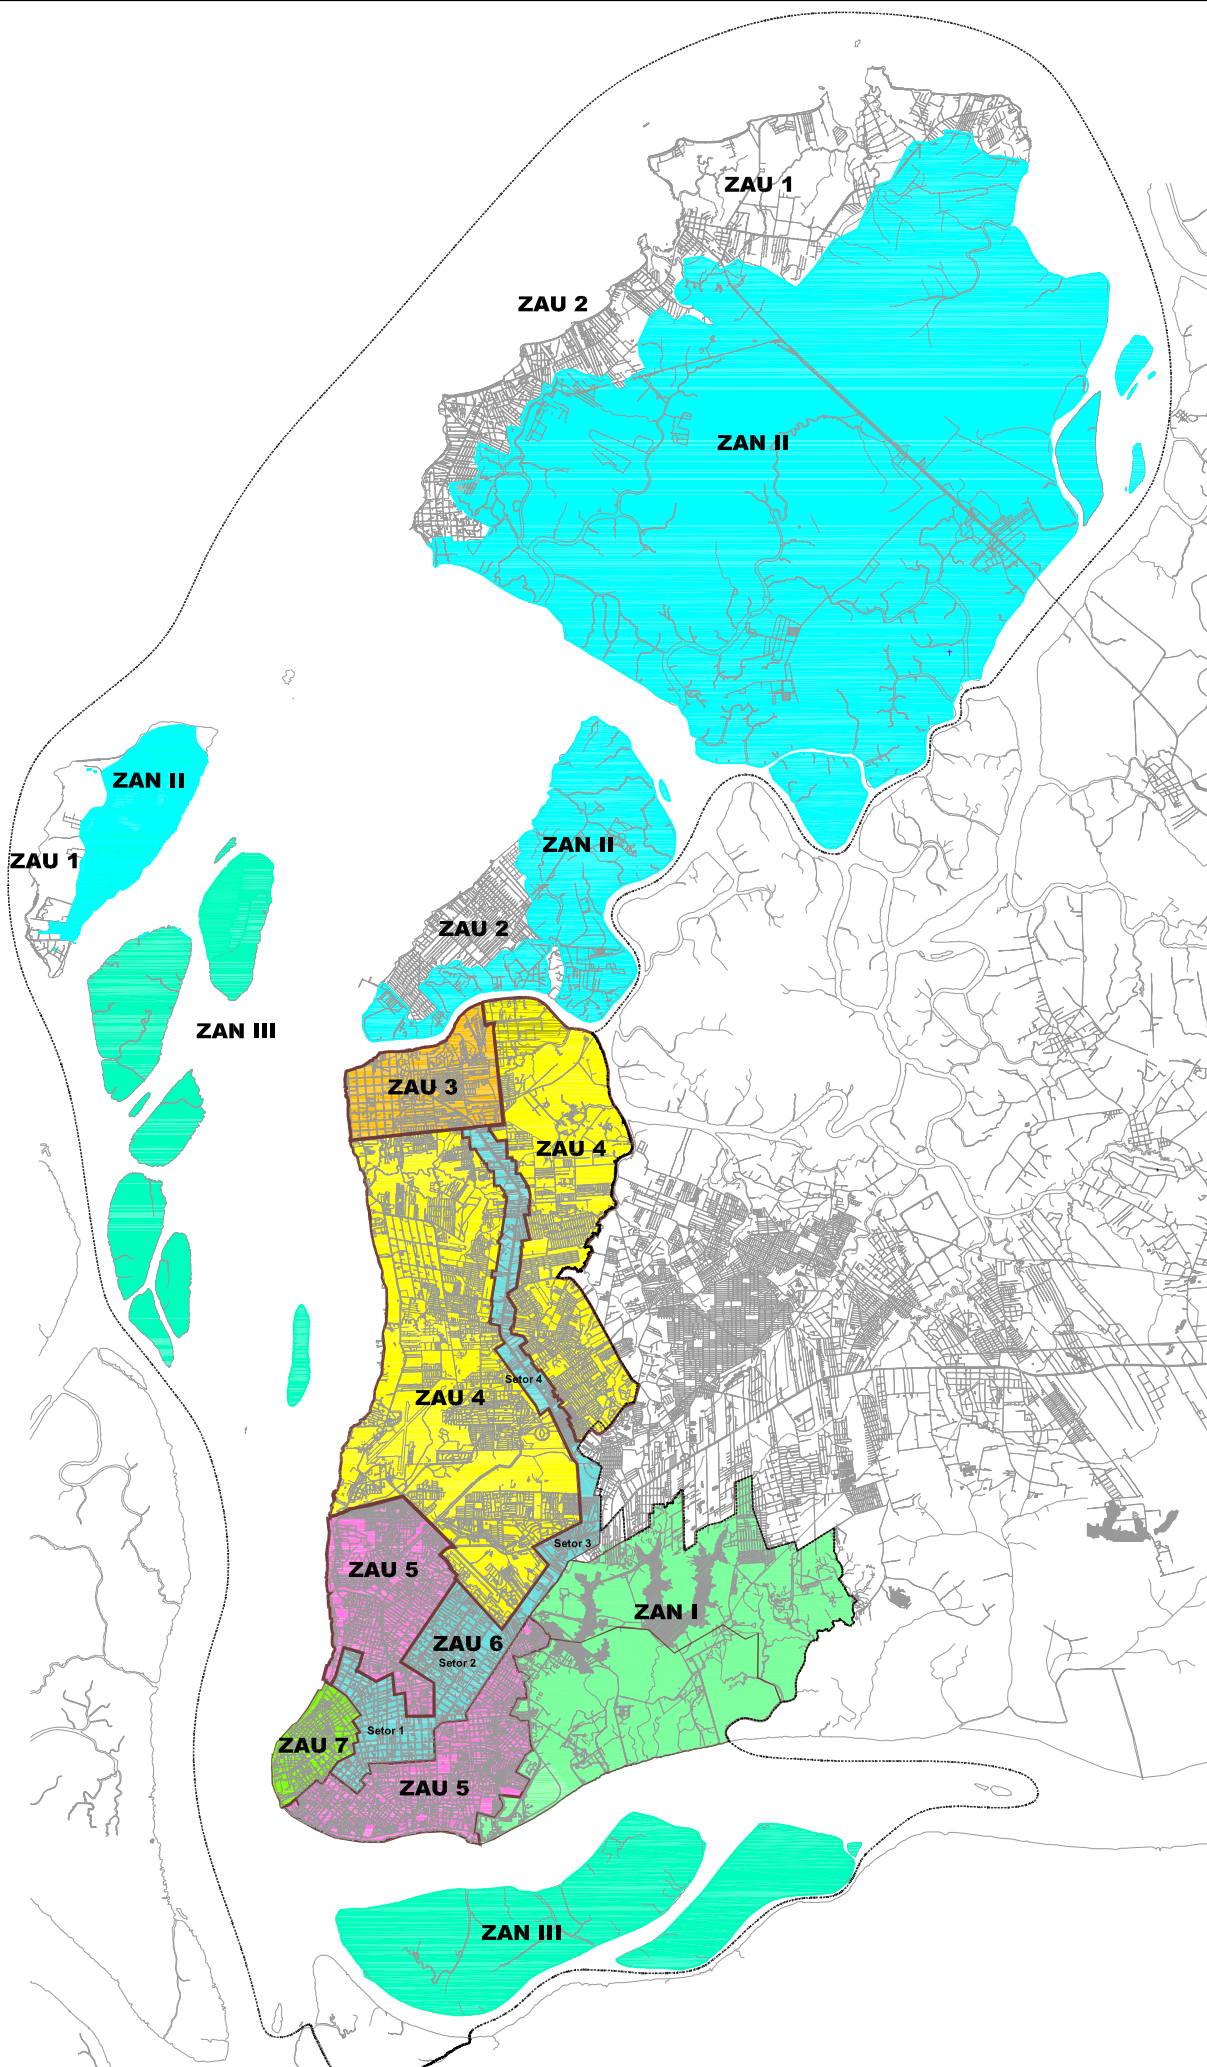 ZAU 1
ZAU 2
ZAN II
ZAN II
ZAU 1
ZAN II
ZAU 2
ZAN III
ZAU 3
ZAU 4
Setor 4
ZAU 4
Setor 3
ZAU 5
ZAN I
ZAU 6
Setor 2
Setor 1
ZAU 7
ZAU 5
ZAN III